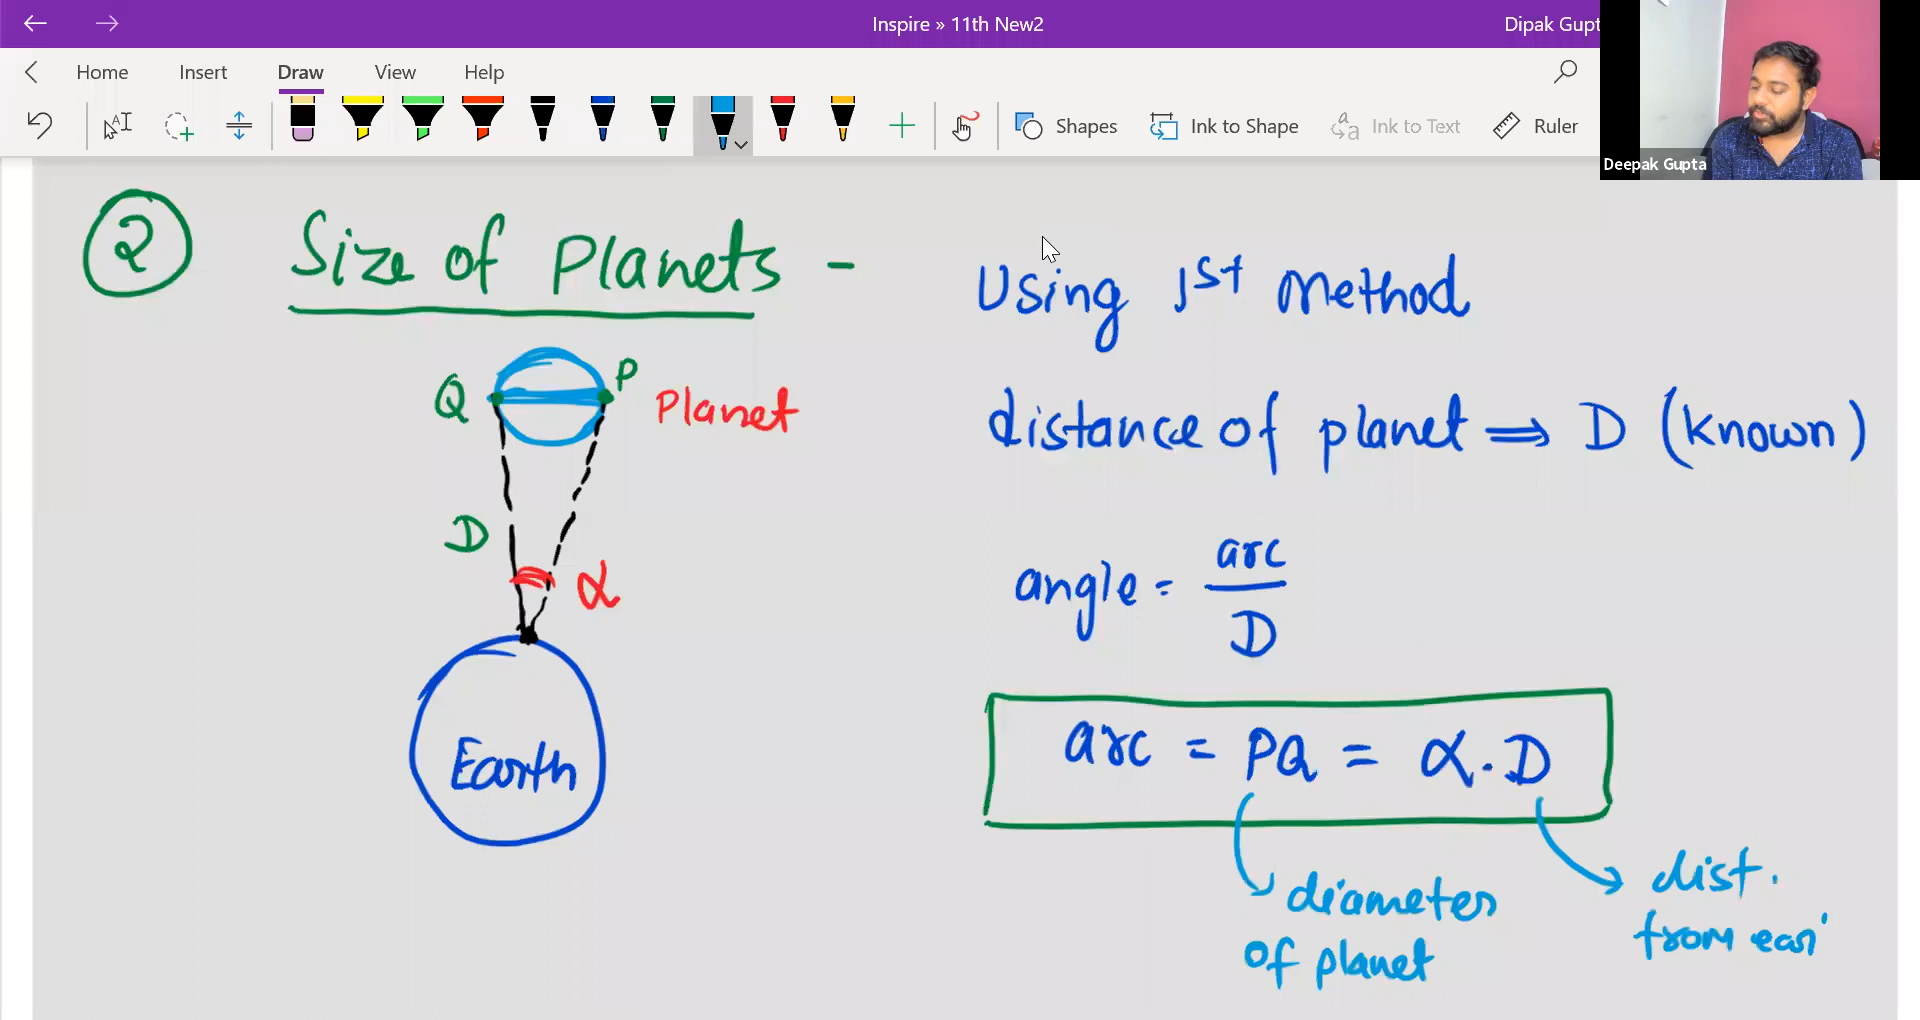 Inspire » 11th New2
Dipak Gupt
Home Insert Draw View Help
Shapes Ink to Shape Ink to Text Ruler
Deepak Gupta
2 Size of Planets -
Using 1st Method
Q P Planet
distance of planet ⇒ D (known)
D α
angle = arc / D
Earth
arc = PQ = α . D
diameter
of planet
dist.
from ear